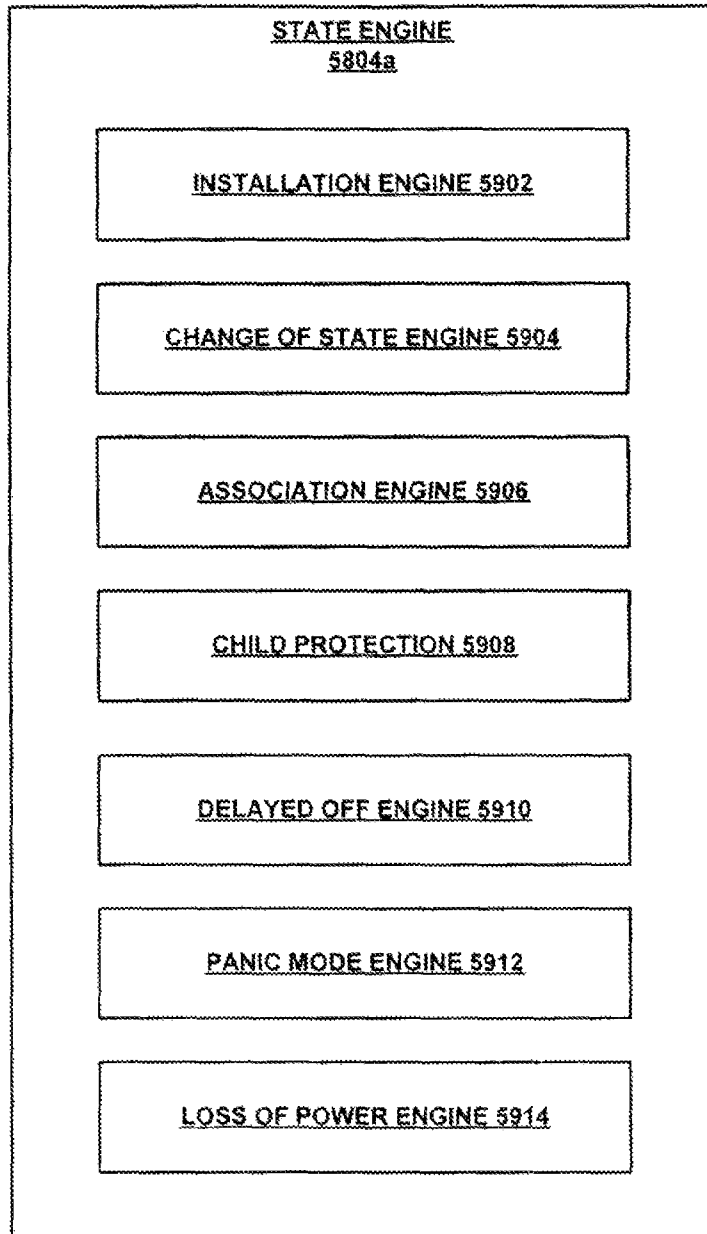 STATE ENGINE
5804a
INSTALLATION ENGINE 5902
CHANGE OF STATE ENGINE 5904
ASSOCIATION ENGINE 5906
CHILD PROTECTION 5908
DELAYED OFF ENGINE 5910
PANIC MODE ENGINE 5912
LOSS OF POWER ENGINE 5914